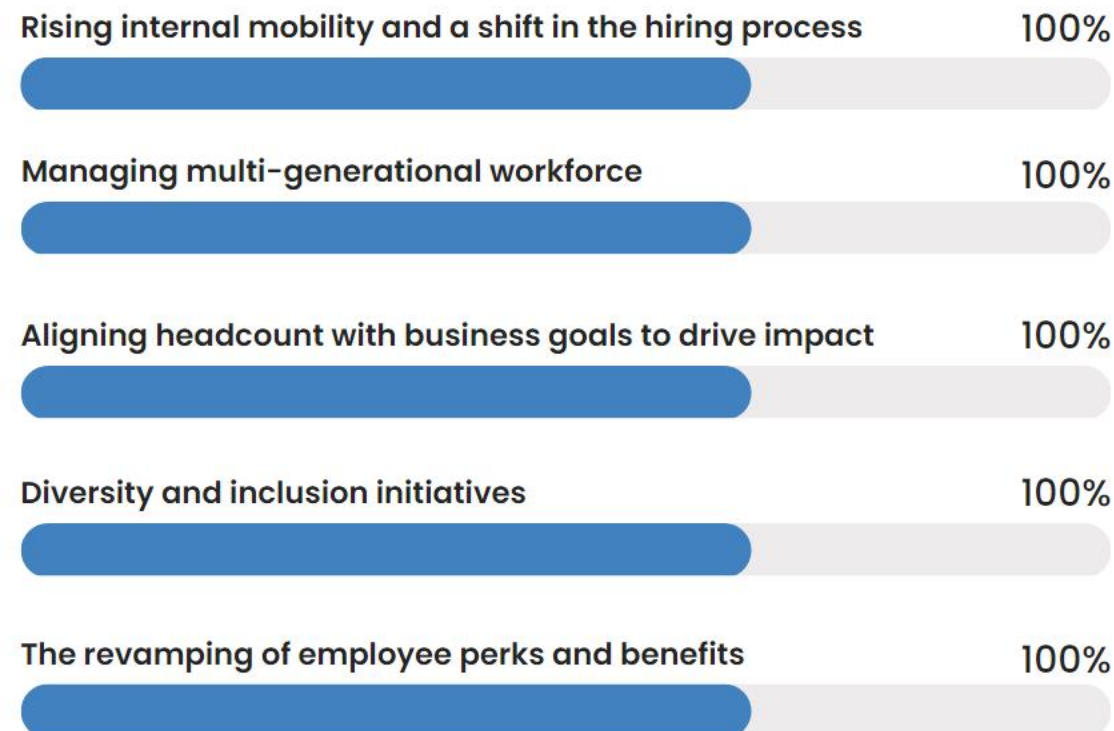 Rising internal mobility and a shift in the hiring process 100%
Managing multi-generational workforce 100%
Aligning headcount with business goals to drive impact 100%
Diversity and inclusion initiatives 100%
The revamping of employee perks and benefits 100%